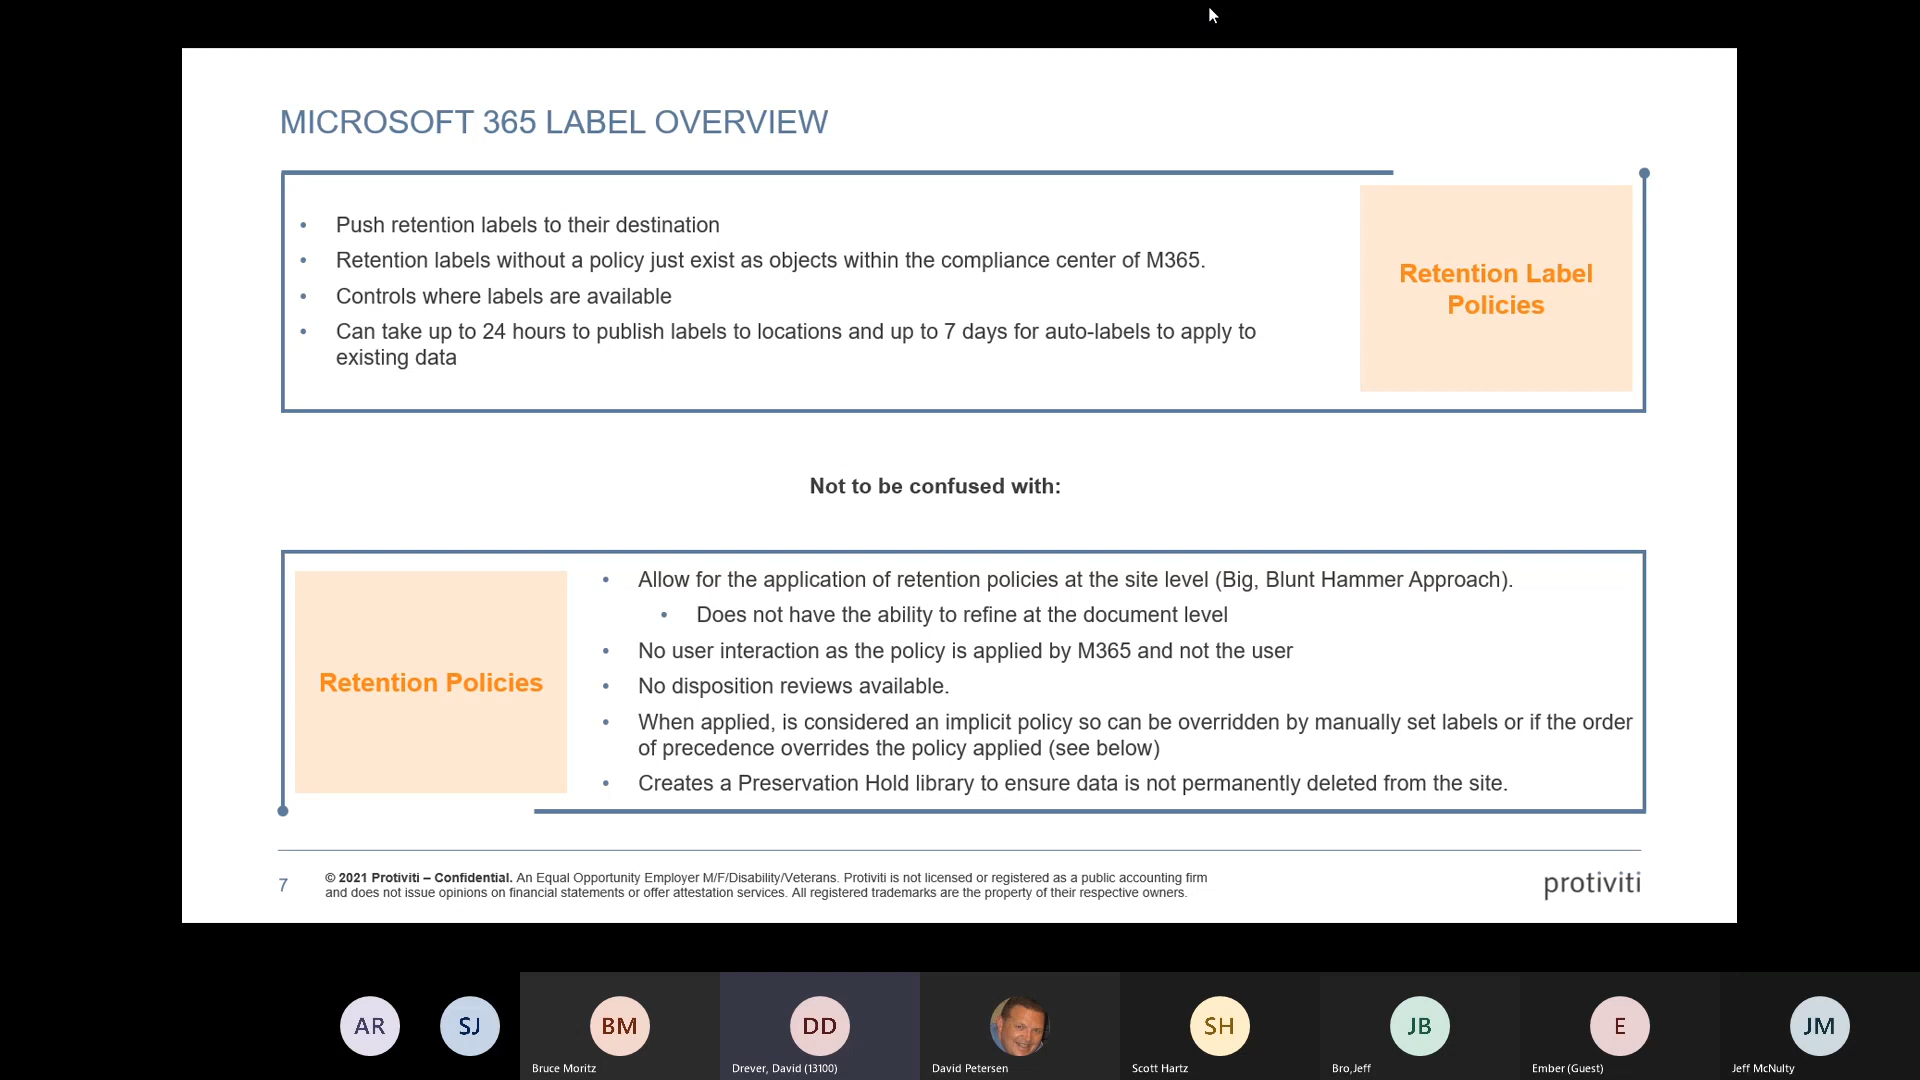 MICROSOFT 365 LABEL OVERVIEW
• Push retention labels to their destination
• Retention labels without a policy just exist as objects within the compliance center of M365.
• Controls where labels are available
• Can take up to 24 hours to publish labels to locations and up to 7 days for auto-labels to apply to
existing data
Retention Label
Policies
Not to be confused with:
Retention Policies
• Allow for the application of retention policies at the site level (Big, Blunt Hammer Approach).
• Does not have the ability to refine at the document level
• No user interaction as the policy is applied by M365 and not the user
• No disposition reviews available.
• When applied, is considered an implicit policy so can be overridden by manually set labels or if the order
of precedence overrides the policy applied (see below)
• Creates a Preservation Hold library to ensure data is not permanently deleted from the site.
7
© 2021 Protiviti – Confidential. An Equal Opportunity Employer M/F/Disability/Veterans. Protiviti is not licensed or registered as a public accounting firm
and does not issue opinions on financial statements or offer attestation services. All registered trademarks are the property of their respective owners.
protiviti
AR
SJ
BM
DD
SH
JB
E
JM
Bruce Moritz
Drever, David (13100)
David Petersen
Scott Hartz
Bro,Jeff
Ember (Guest)
Jeff McNulty